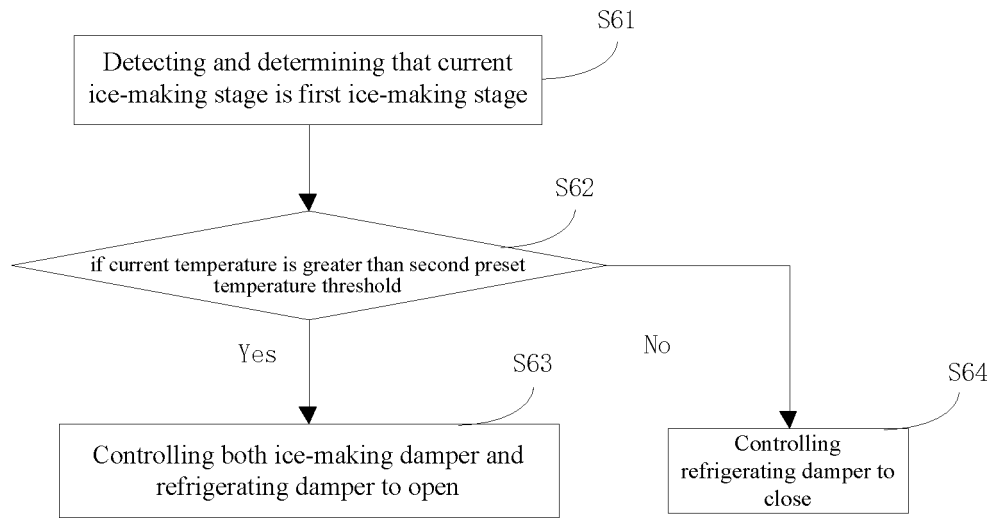 S61
Detecting and determining that current
ice-making stage is first ice-making stage
S62
if current temperature is greater than second preset
temperature threshold
Yes
No
S63
S64
Controlling both ice-making damper and
refrigerating damper to open
Controlling
refrigerating damper to
close